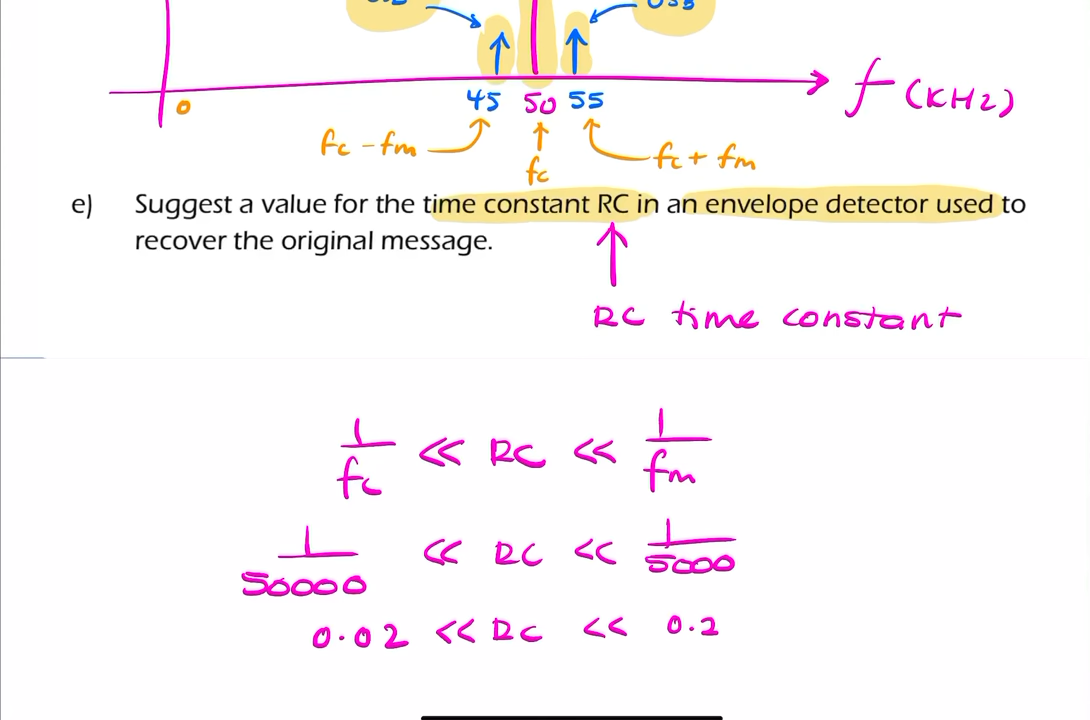 45 50 55
0
f (KHz)
fc - fm
fc
fc + fm
e) Suggest a value for the time constant RC in an envelope detector used to
recover the original message.
RC time constant
1/fc << RC << 1/fm
1/50000 << RC << 1/5000
0.02 << RC << 0.2